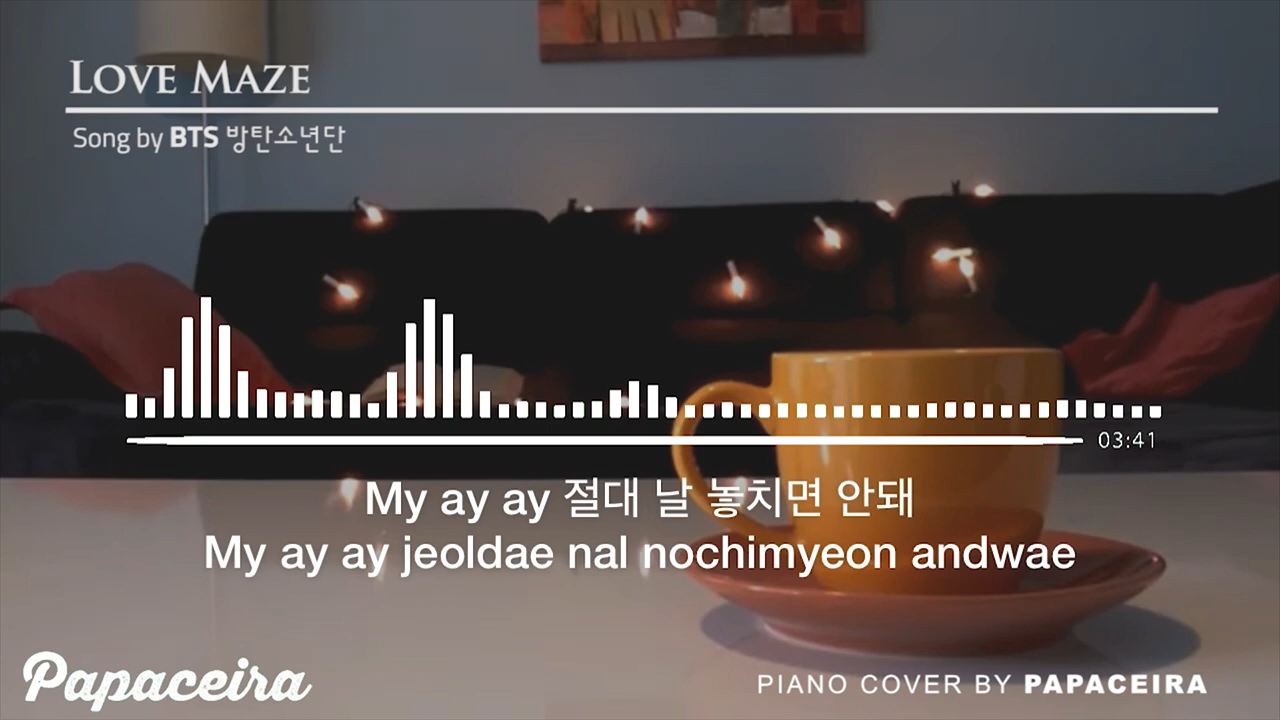 LOVE MAZE
Song by BTS 방탄소년단
03:41
My ay ay 절대 날 놓치면 안돼
My ay ay jeoldae nal nochimyeon andwae
Papaceira
PIANO COVER BY PAPACEIRA